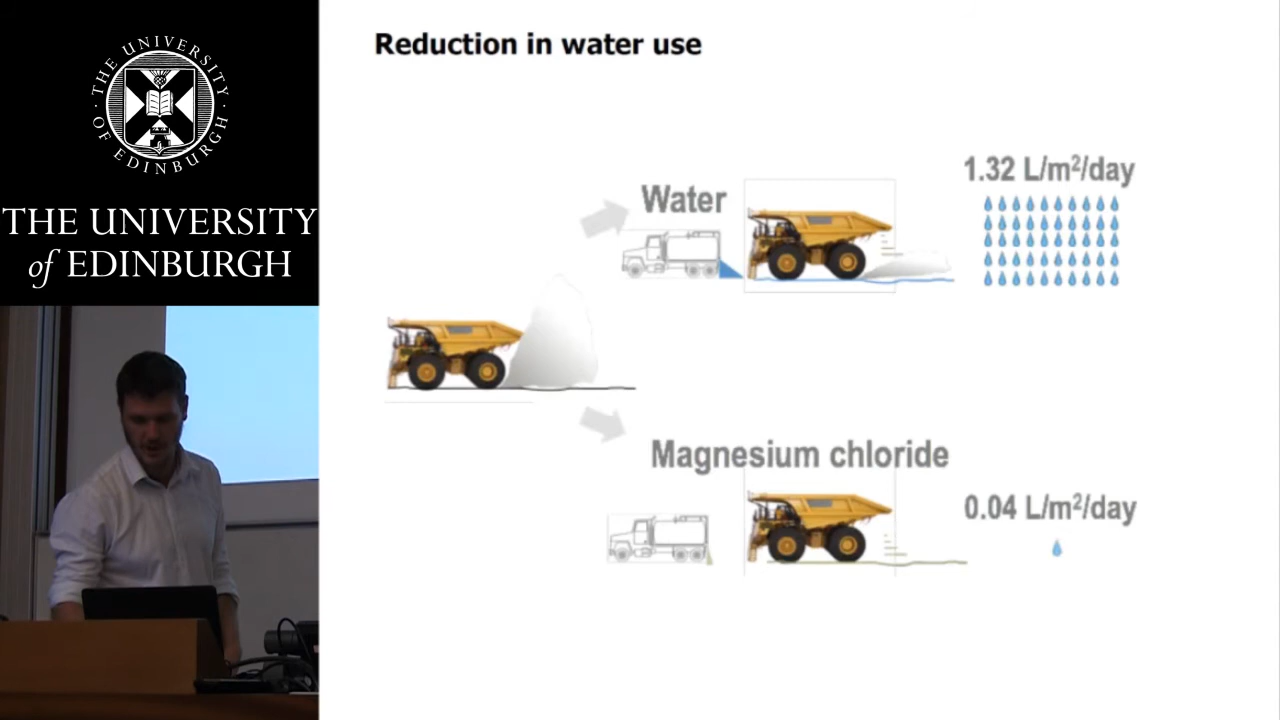 THE UNIVERSITY
OF EDINBURGH
THE UNIVERSITY
of EDINBURGH
Reduction in water use
Water
1.32 L/m²/day
Magnesium chloride
0.04 L/m²/day